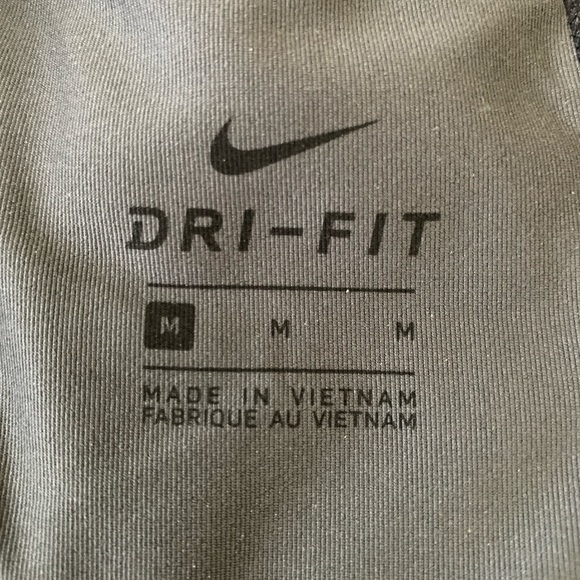 DRI-FIT
M M M
MADE IN VIETNAM
FABRIQUE AU VIETNAM